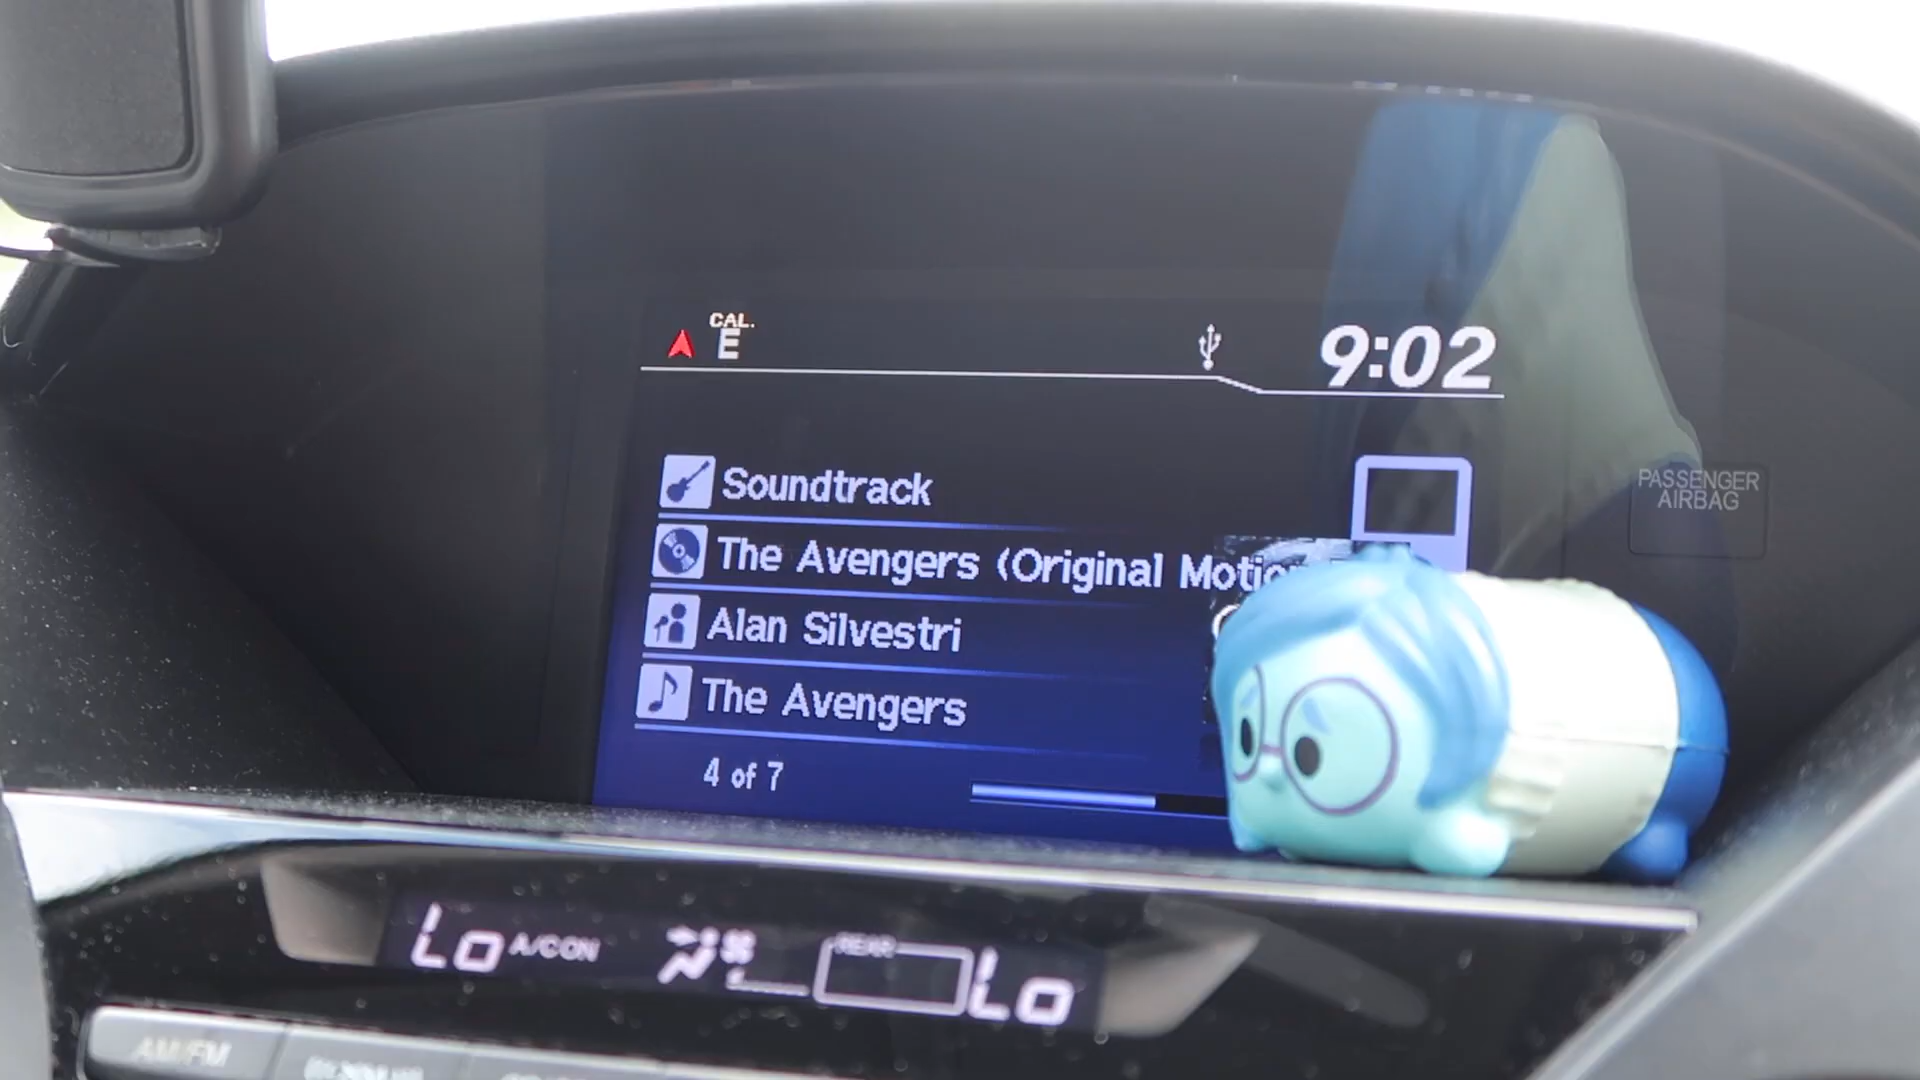 CAL.
E
9:02
Soundtrack
The Avengers (Original Motio
Alan Silvestri
The Avengers
4 of 7
PASSENGER
AIRBAG
Lo A/C ON
REAR
Lo
AM/FM